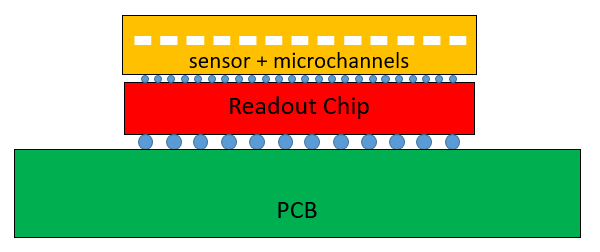 sensor + microchannels
Readout Chip
PCB